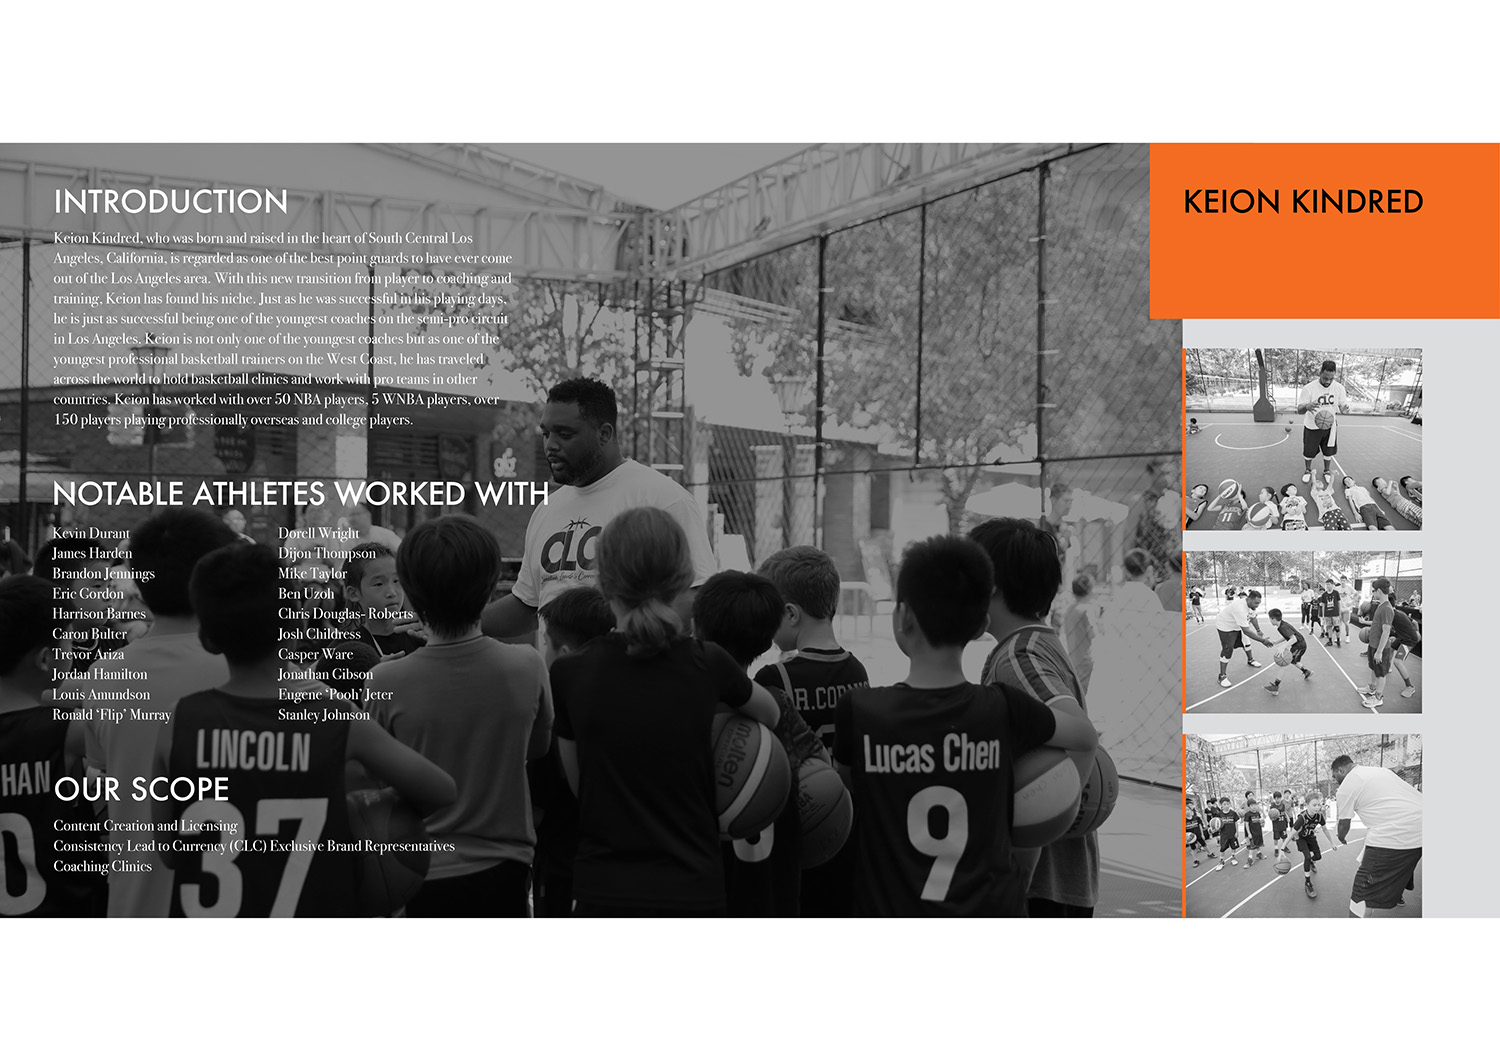 INTRODUCTION
Keion Kindred, who was born and raised in the heart of South Central Los
Angeles, California, is regarded as one of the best point guards to have ever come
out of the Los Angeles area. With this new transition from player to coaching and
training, Keion has found his niche. Just as he was successful in his playing days,
he is just as successful being one of the youngest coaches on the semi-pro circuit
in Los Angeles. Keion is not only one of the youngest coaches but as one of the
youngest professional basketball trainers on the West Coast, he has traveled
across the world to hold basketball clinics and work with pro teams in other
countries. Keion has worked with over 50 NBA players, 5 WNBA players, over
150 players playing professionally overseas and college players.
NOTABLE ATHLETES WORKED WITH
Kevin Durant
James Harden
Brandon Jennings
Eric Gordon
Harrison Barnes
Caron Bulter
Trevor Ariza
Jordan Hamilton
Louis Amundson
Ronald ‘Flip’ Murray
Dorell Wright
Dijon Thompson
Mike Taylor
Ben Uzoh
Chris Douglas- Roberts
Josh Childress
Casper Ware
Jonathan Gibson
Eugene ‘Pooh’ Jeter
Stanley Johnson
OUR SCOPE
Content Creation and Licensing
Consistency Lead to Currency (CLC) Exclusive Brand Representatives
Coaching Clinics
KEION KINDRED
CLC
HAN
0
LINCOLN
37
molten
R.COR
Lucas Chen
9
CLC
11